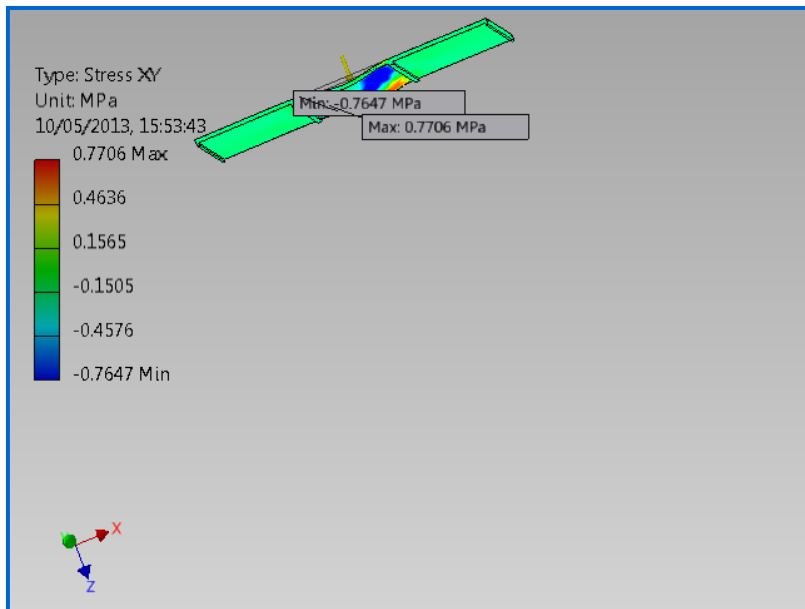 Type: Stress XY
Unit: MPa
10/05/2013, 15:53:43
0.7706 Max
0.4636
0.1565
-0.1505
-0.4576
-0.7647 Min
Min: -0.7647 MPa
Max: 0.7706 MPa
X
Z